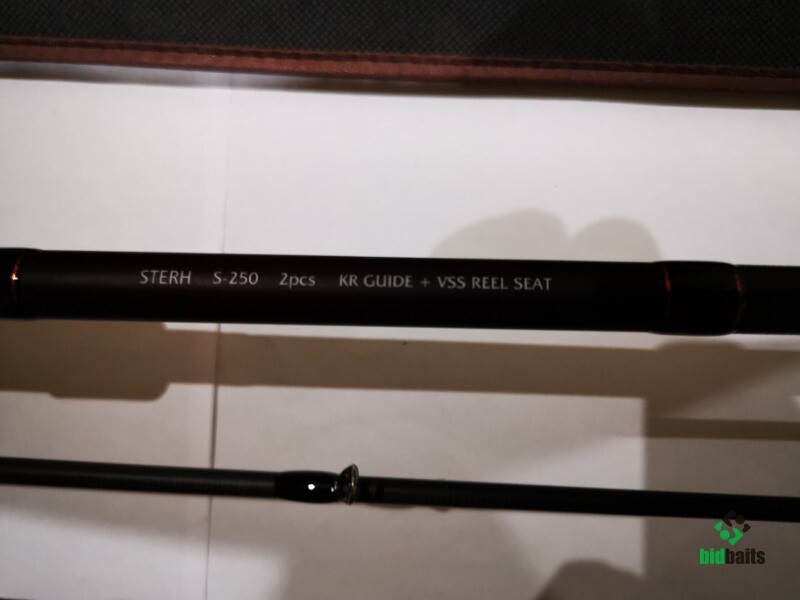 STERH S-250 2pcs KR GUIDE + VSS REEL SEAT
bidbaits